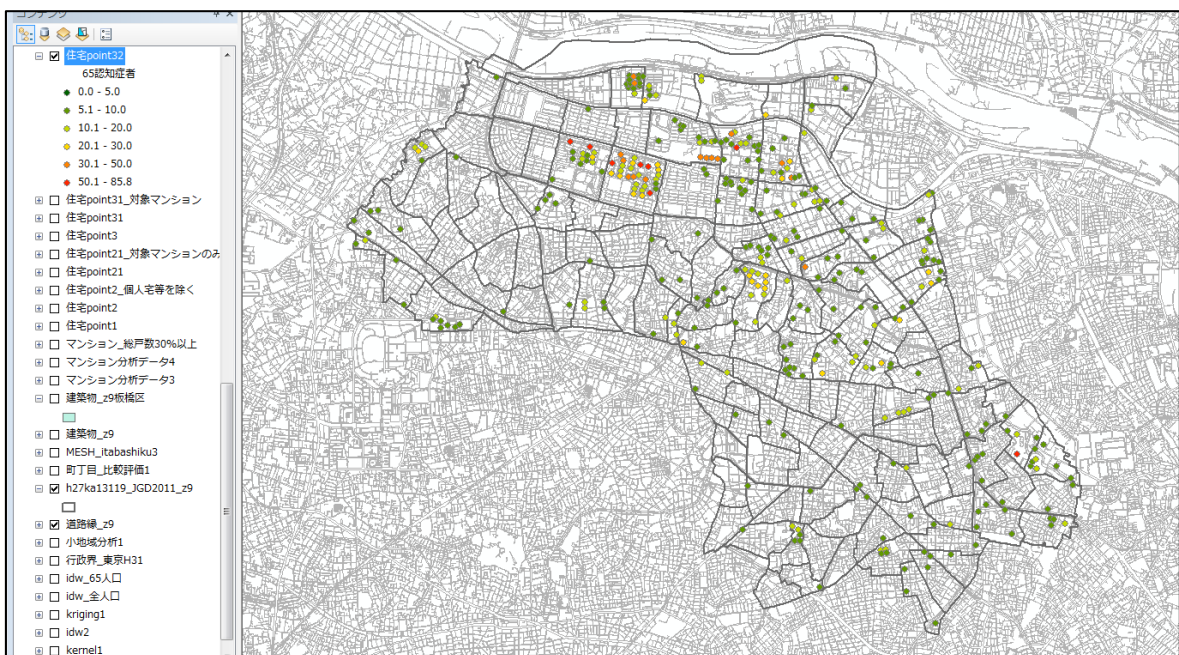 コンテンツ
住宅point32
65認知症者
0.0 - 5.0
5.1 - 10.0
10.1 - 20.0
20.1 - 30.0
30.1 - 50.0
50.1 - 85.8
住宅point31_対象マンション
住宅point31
住宅point3
住宅point21_対象マンションのみ
住宅point21
住宅point2_個人宅等を除く
住宅point2
住宅point1
マンション_総戸数30%以上
マンション分析データ4
マンション分析データ3
建築物_z9板橋区
建築物_z9
MESH_itabashiku3
町丁目_比較評価1
h27ka13119_JGD2011_z9
道路縁_z9
小地域分析1
行政界_東京H31
idw_65人口
idw_全人口
kriging1
idw2
kernel1